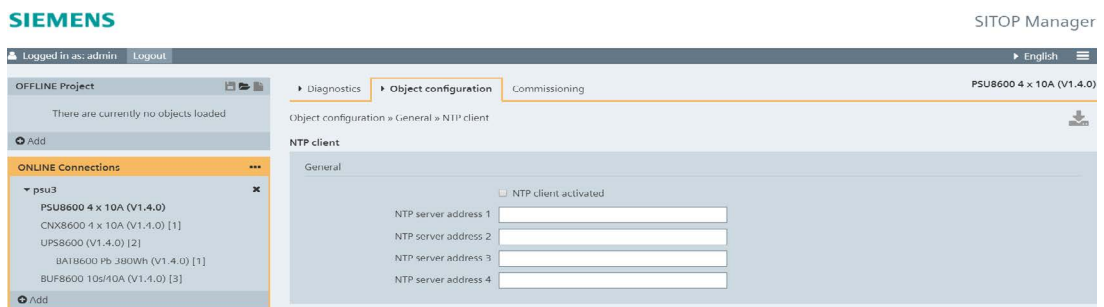 SIEMENS
SITOP Manager
Logged in as: admin Logout
English
OFFLINE Project
There are currently no objects loaded
Add
ONLINE Connections
psu3
PSU8600 4 x 10A (V1.4.0)
CNX8600 4 x 10A (V1.4.0) [1]
UPS8600 (V1.4.0) [2]
BAT8600 Pb 380Wh (V1.4.0) [1]
BUF8600 10s/40A (V1.4.0) [3]
Add
Diagnostics Object configuration Commissioning
PSU8600 4 x 10A (V1.4.0)
Object configuration » General » NTP client
NTP client
General
NTP client activated
NTP server address 1
NTP server address 2
NTP server address 3
NTP server address 4